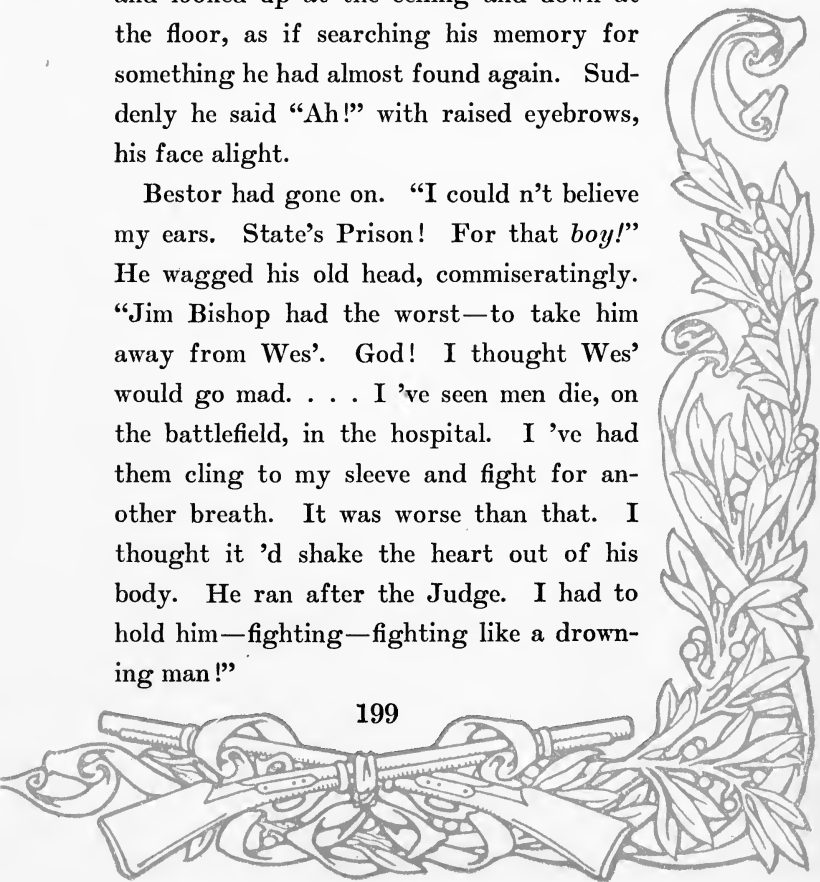 and looked up at the ceiling and down at
the floor, as if searching his memory for
something he had almost found again. Sud-
denly he said “Ah!” with raised eyebrows,
his face alight.
Bestor had gone on. “I could n’t believe
my ears. State’s Prison! For that boy!”
He wagged his old head, commiseratingly.
“Jim Bishop had the worst—to take him
away from Wes’. God! I thought Wes’
would go mad. . . . I ’ve seen men die, on
the battlefield, in the hospital. I ’ve had
them cling to my sleeve and fight for an-
other breath. It was worse than that. I
thought it ’d shake the heart out of his
body. He ran after the Judge. I had to
hold him—fighting—fighting like a drown-
ing man!”
199